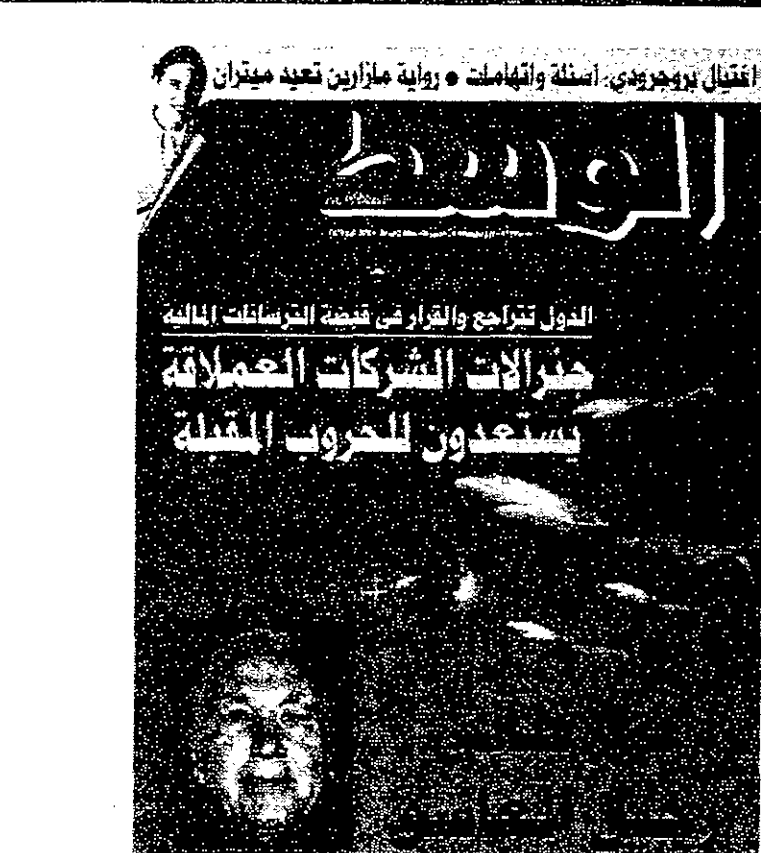 اغتيال بروجردي: اسئلة واتهامات • رواية مازارين تعيد ميتران
الوسط
الدول تتراجع والقرار في قبضة الترسانات المالية
جنرالات الشركات العملاقة
يستعدون للحروب المقبلة